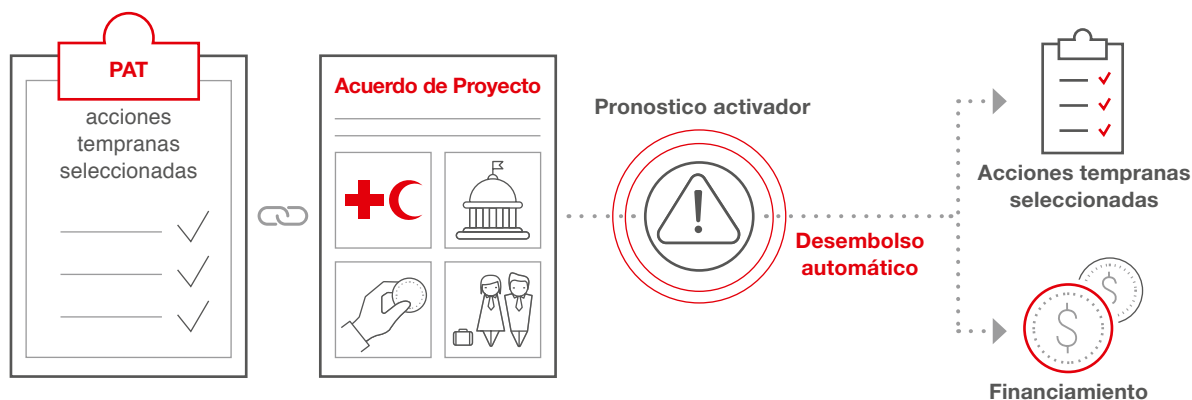 PAT
acciones
tempranas
seleccionadas
Acuerdo de Proyecto
Pronostico activador
Desembolso
automático
Acciones tempranas
seleccionadas
Financiamiento